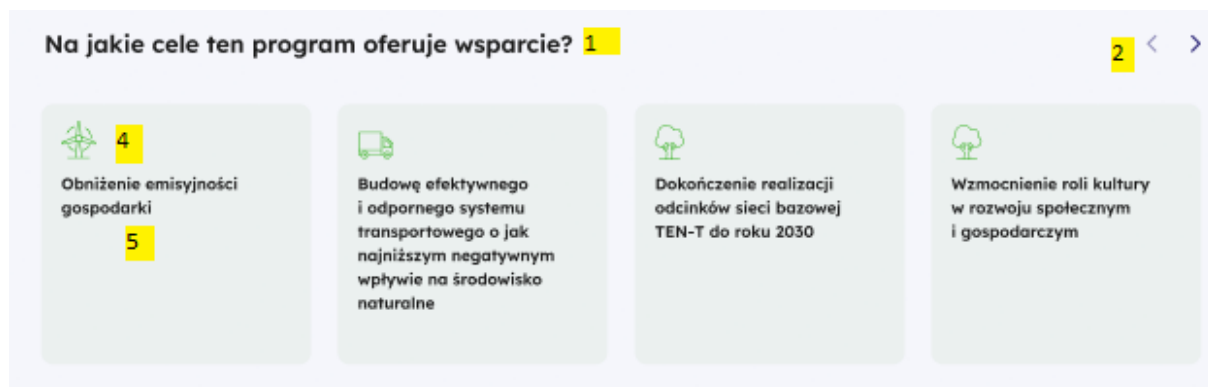 Na jakie cele ten program oferuje wsparcie? 1
2
4
Obniżenie emisyjności
gospodarki
5
Budowę efektywnego
i odpornego systemu
transportowego o jak
najniższym negatywnym
wpływie na środowisko
naturalne
Dokończenie realizacji
odcinków sieci bazowej
TEN-T do roku 2030
Wzmocnienie roli kultury
w rozwoju społecznym
i gospodarczym